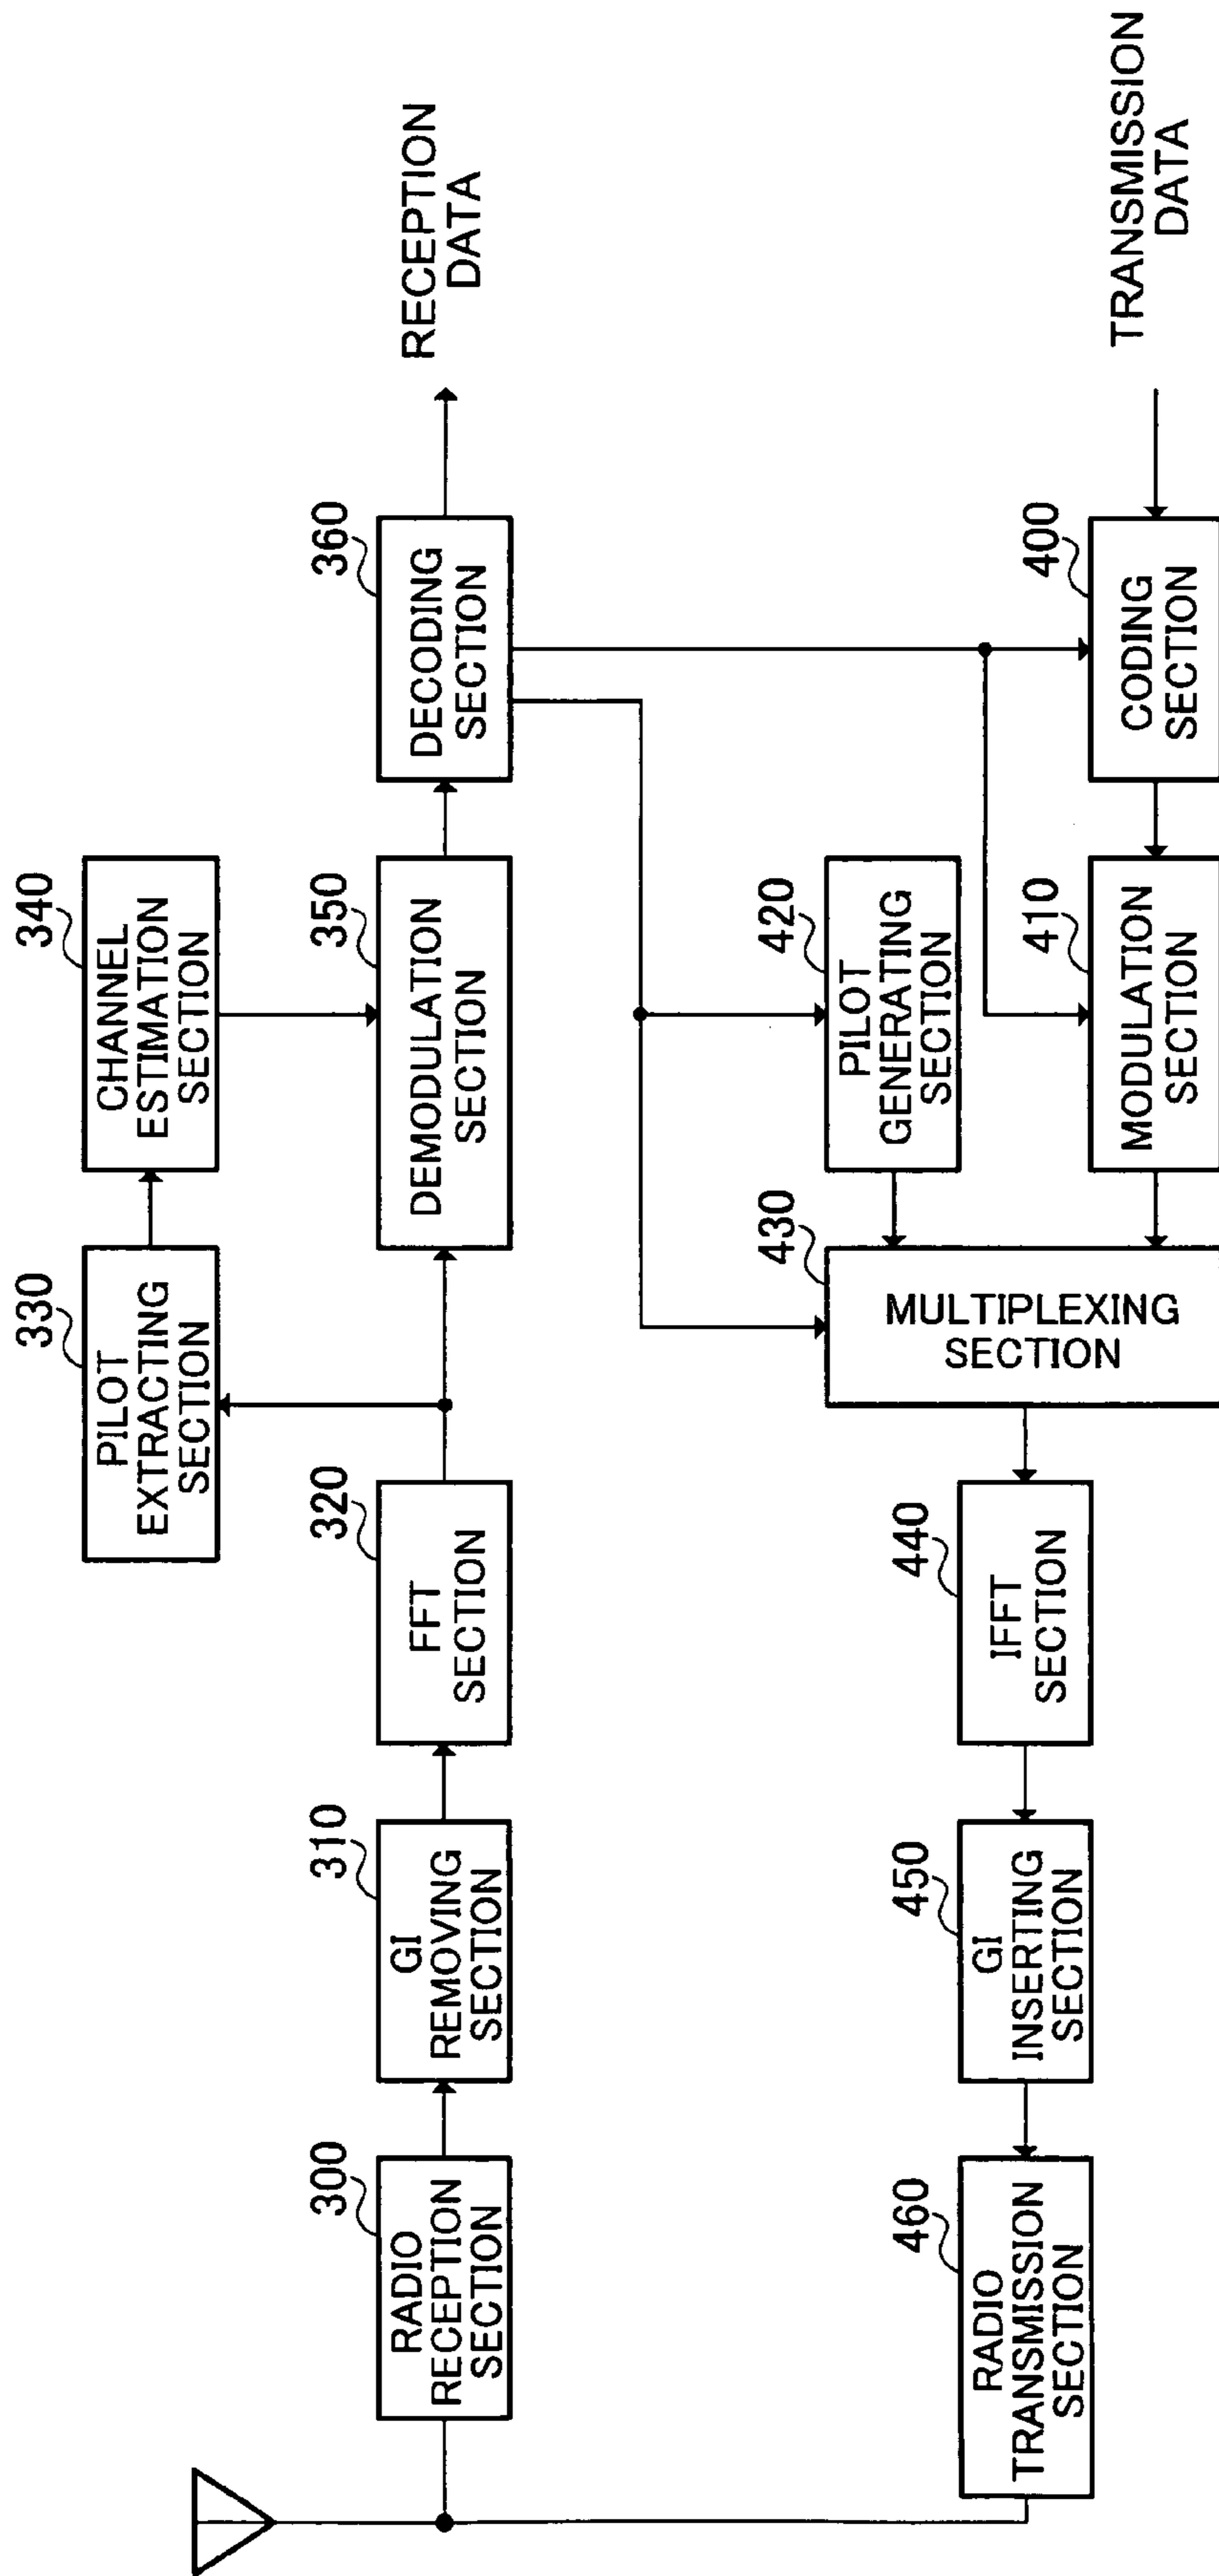 330
PILOT
EXTRACTING
SECTION
340
CHANNEL
ESTIMATION
SECTION
300
RADIO
RECEPTION
SECTION
310
GI
REMOVING
SECTION
320
FFT
SECTION
350
DEMODULATION
SECTION
360
DECODING
SECTION
RECEPTION
DATA
430
MULTIPLEXING
SECTION
420
PILOT
GENERATING
SECTION
460
RADIO
TRANSMISSION
SECTION
450
GI
INSERTING
SECTION
440
IFFT
SECTION
410
MODULATION
SECTION
400
CODING
SECTION
TRANSMISSION
DATA